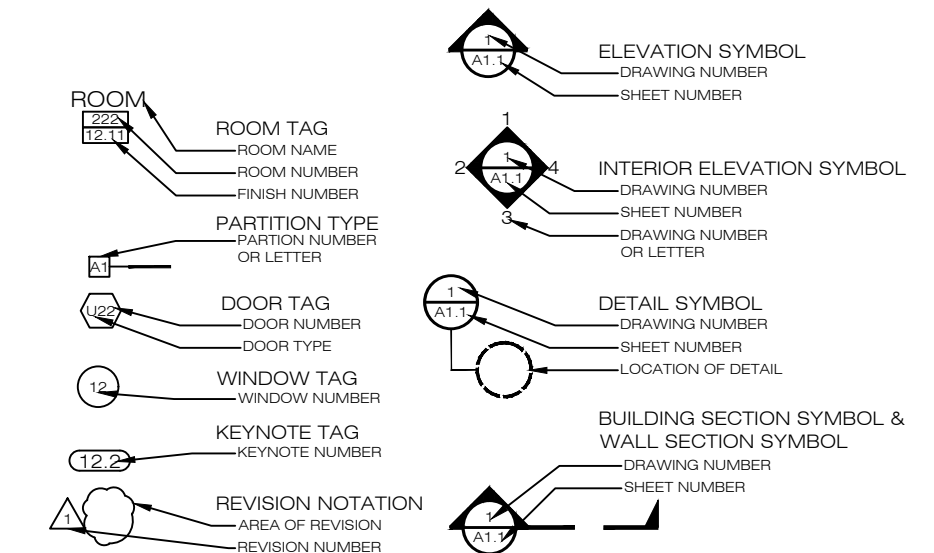 ROOM
222
12.11
ROOM TAG
ROOM NAME
ROOM NUMBER
FINISH NUMBER
PARTITION TYPE
PARTION NUMBER
OR LETTER
A1
U22
DOOR TAG
DOOR NUMBER
DOOR TYPE
12
WINDOW TAG
WINDOW NUMBER
KEYNOTE TAG
KEYNOTE NUMBER
12.2
REVISION NOTATION
AREA OF REVISION
REVISION NUMBER
1
1
A1.1
ELEVATION SYMBOL
DRAWING NUMBER
SHEET NUMBER
1
2
1
A1.1
4
3
INTERIOR ELEVATION SYMBOL
DRAWING NUMBER
SHEET NUMBER
DRAWING NUMBER
OR LETTER
1
A1.1
DETAIL SYMBOL
DRAWING NUMBER
SHEET NUMBER
LOCATION OF DETAIL
BUILDING SECTION SYMBOL &
WALL SECTION SYMBOL
DRAWING NUMBER
SHEET NUMBER
1
A1.1